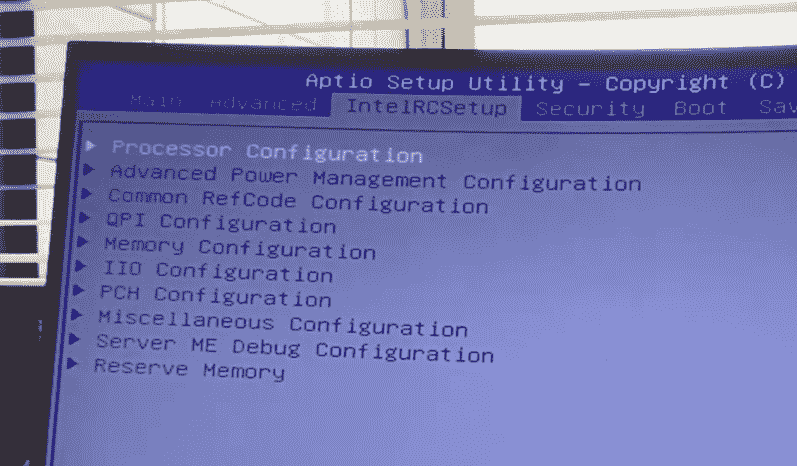 Aptio Setup Utility – Copyright (C)
Main Advanced IntelRCSetup Security Boot Sav
Processor Configuration
Advanced Power Management Configuration
Common RefCode Configuration
QPI Configuration
Memory Configuration
IIO Configuration
PCH Configuration
Miscellaneous Configuration
Server ME Debug Configuration
Reserve Memory